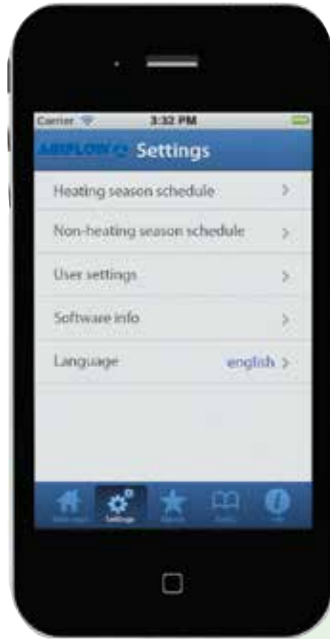 Carrier 3:32 PM
AIRFLOW Settings
Heating season schedule
Non-heating season schedule
User settings
Software info
Language english
Settings